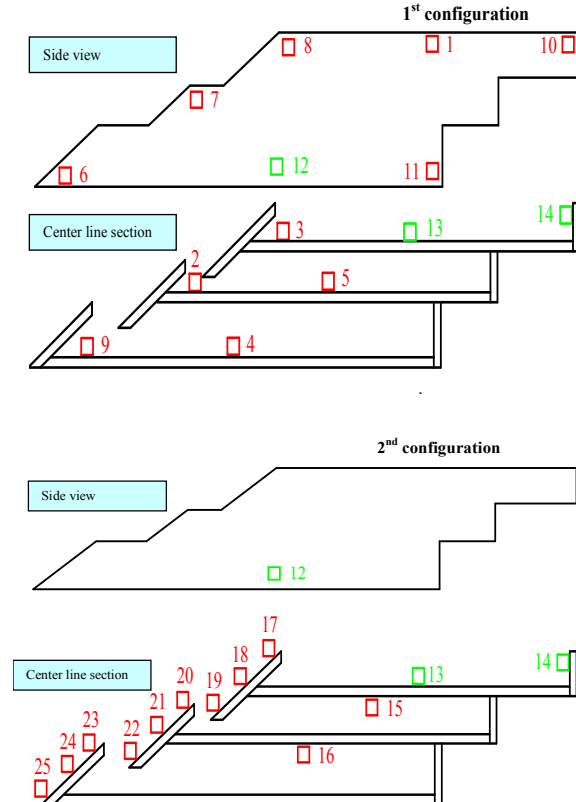 1st configuration
Side view
8 1 10
7
12 11
6
Center line section
14
3 13
2 5
9 4
2nd configuration
Side view
12
17
Center line section
18 14
20 19 13
21 15
23 22 16
24
25